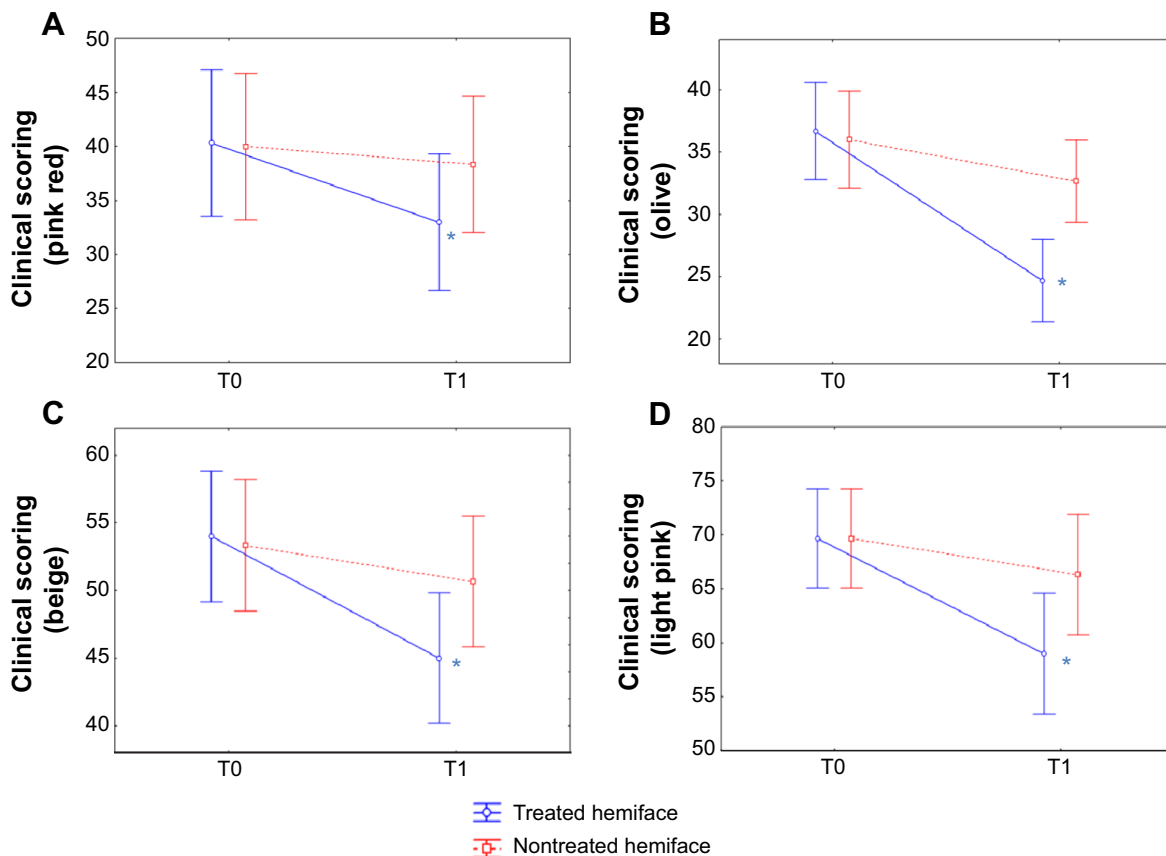 A
Clinical scoring
(pink red)
50
45
40
35
30
25
20
T0
T1
*
B
Clinical scoring
(olive)
40
35
30
25
20
T0
T1
*
C
Clinical scoring
(beige)
60
55
50
45
40
T0
T1
*
D
Clinical scoring
(light pink)
80
75
70
65
60
55
50
T0
T1
*
Treated hemiface
Nontreated hemiface